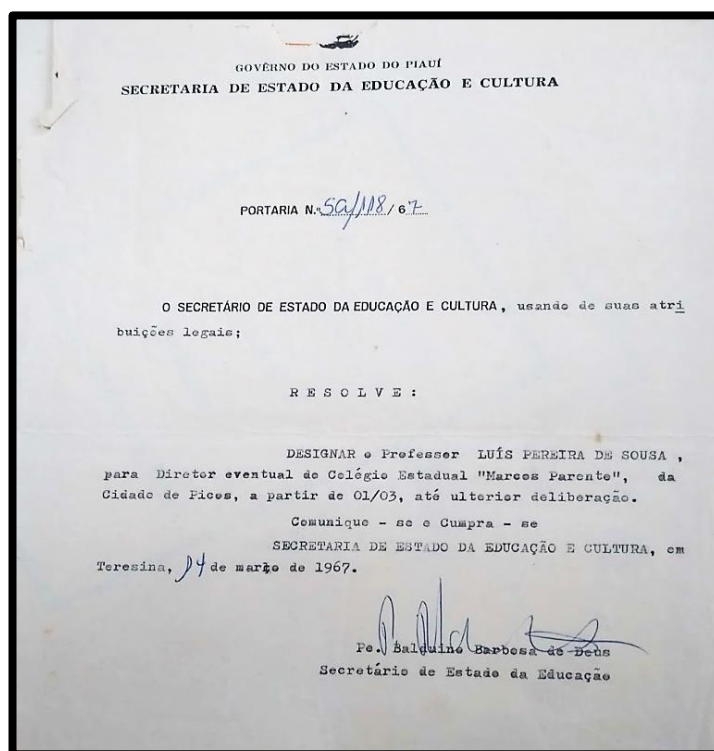 GOVÊRNO DO ESTADO DO PIAUÍ
SECRETARIA DE ESTADO DA EDUCAÇÃO E CULTURA
PORTARIA N.º SA/118/67
O SECRETÁRIO DE ESTADO DA EDUCAÇÃO E CULTURA, usando de suas atri
buições legais;
R E S O L V E :
DESIGNAR o Professor LUÍS PEREIRA DE SOUSA ,
para Diretor eventual do Colégio Estadual "Marcos Parente", da
Cidade de Picos, a partir de 01/03, até ulterior deliberação.
Comunique - se e Cumpra - se
SECRETARIA DE ESTADO DA EDUCAÇÃO E CULTURA, em
Teresina, 14 de março de 1967.
Pe. Balduino Barbosa de Deus
Secretário de Estado da Educação